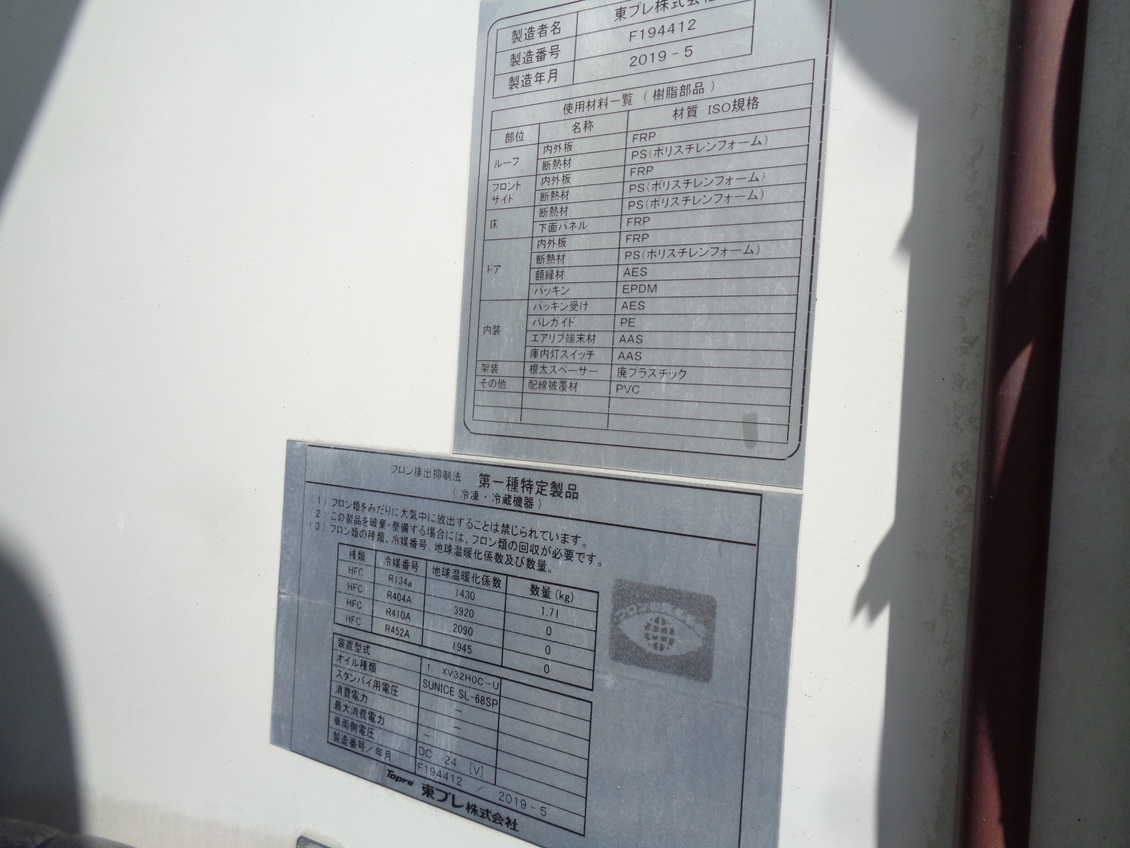 製造者名 東プレ株式会社
製造番号 F194412
製造年月 2019-5
使用材料一覧 (樹脂部品)
部位 名称 材質 ISO規格
ルーフ 内外板 FRP
断熱材 PS(ポリスチレンフォーム)
フロント サイド 内外板 FRP
断熱材 PS(ポリスチレンフォーム)
床 断熱材 PS(ポリスチレンフォーム)
下面パネル FRP
ドア 内外板 FRP
断熱材 PS(ポリスチレンフォーム)
額縁材 AES
パッキン EPDM
内装 パッキン受け AES
バレガイド PE
エアリブ端末材 AAS
庫内灯スイッチ AAS
架装 根太スペーサー 廃プラスチック
その他 配線被覆材 PVC
フロン排出抑制法 第一種特定製品
(冷凍・冷蔵機器)
(1) フロン類をみだりに大気中に放出することは禁じられています。
(2) この製品を破棄・整備する場合には、フロン類の回収が必要です。
(3) フロン類の種類、冷媒番号、地球温暖化係数及び数量。
種類 冷媒番号 地球温暖化係数 数量(kg)
HFC R134a 1430 1.71
HFC R404A 3920 0
HFC R410A 2090 0
HFC R452A 1945 0
装置型式 1 XV32H0C-U
オイル種類 SUNICE SL-68SP
スタンバイ用電圧 －
消費電力 －
最大消費電力 －
車両側電圧 DC 24 [V]
製造番号/年月 F194412 / 2019-5
Topre 東プレ株式会社